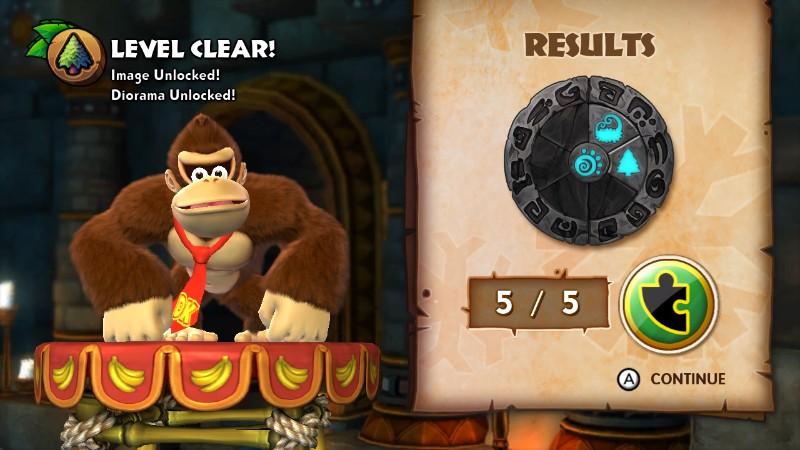 LEVEL CLEAR!
Image Unlocked!
Diorama Unlocked!
RESULTS
5 / 5
A CONTINUE
DK